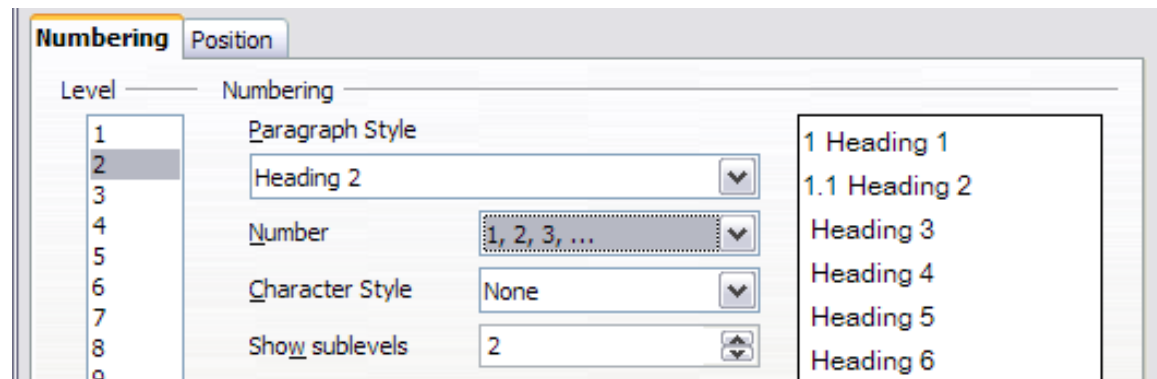 Numbering Position
Level Numbering
1
2
3
4
5
6
7
8
9
Paragraph Style
Heading 2
Number 1, 2, 3, ...
Character Style None
Show sublevels 2
1 Heading 1
1.1 Heading 2
Heading 3
Heading 4
Heading 5
Heading 6